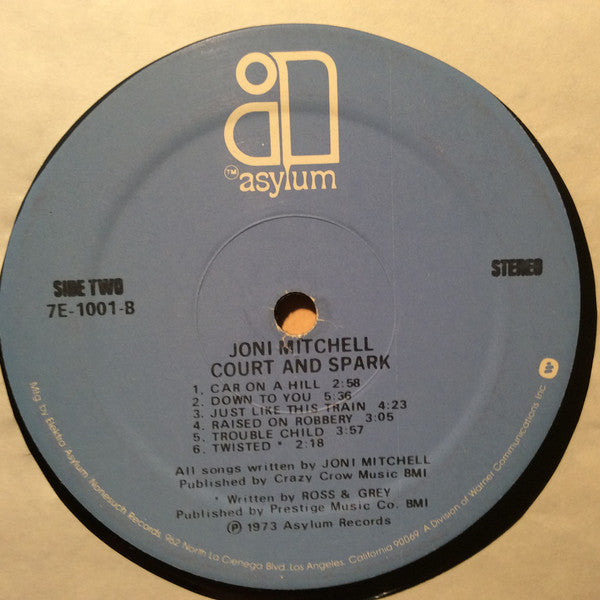 TM asylum
SIDE TWO
7E-1001-B
STEREO
JONI MITCHELL
COURT AND SPARK
1. CAR ON A HILL 2:58
2. DOWN TO YOU 5:36
3. JUST LIKE THIS TRAIN 4:23
4. RAISED ON ROBBERY 3:05
5. TROUBLE CHILD 3:57
6. TWISTED * 2:18
All songs written by JONI MITCHELL
Published by Crazy Crow Music BMI
* Written by ROSS & GREY
Published by Prestige Music Co. BMI
℗ 1973 Asylum Records
Mfg by Elektra Asylum, Nonesuch Records, 962 North La Cienega Blvd, Los Angeles, California 90069. A Division of Warner Communications, Inc.